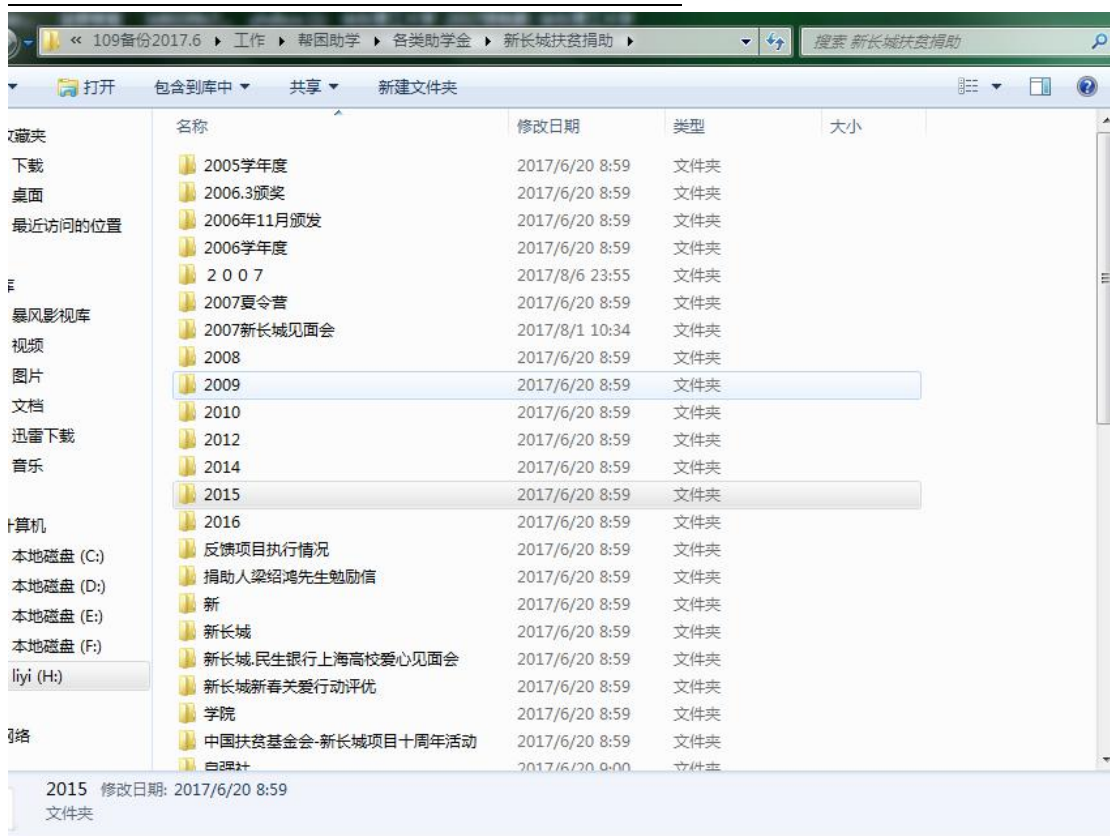 « 109备份2017.6 ▸ 工作 ▸ 帮困助学 ▸ 各类助学金 ▸ 新长城扶贫捐助 ▸ 搜索 新长城扶贫捐助
打开 包含到库中 共享 新建文件夹
名称 修改日期 类型 大小
收藏夹
下载
桌面
最近访问的位置
库
暴风影视库
视频
图片
文档
迅雷下载
音乐
计算机
本地磁盘 (C:)
本地磁盘 (D:)
本地磁盘 (E:)
本地磁盘 (F:)
liyi (H:)
网络
2005学年度 2017/6/20 8:59 文件夹
2006.3颁奖 2017/6/20 8:59 文件夹
2006年11月颁发 2017/6/20 8:59 文件夹
2006学年度 2017/6/20 8:59 文件夹
２００７ 2017/8/6 23:55 文件夹
2007夏令营 2017/6/20 8:59 文件夹
2007新长城见面会 2017/8/1 10:34 文件夹
2008 2017/6/20 8:59 文件夹
2009 2017/6/20 8:59 文件夹
2010 2017/6/20 8:59 文件夹
2012 2017/6/20 8:59 文件夹
2014 2017/6/20 8:59 文件夹
2015 2017/6/20 8:59 文件夹
2016 2017/6/20 8:59 文件夹
反馈项目执行情况 2017/6/20 8:59 文件夹
捐助人梁绍鸿先生勉励信 2017/6/20 8:59 文件夹
新 2017/6/20 8:59 文件夹
新长城 2017/6/20 8:59 文件夹
新长城.民生银行上海高校爱心见面会 2017/6/20 8:59 文件夹
新长城新春关爱行动评优 2017/6/20 8:59 文件夹
学院 2017/6/20 8:59 文件夹
中国扶贫基金会-新长城项目十周年活动 2017/6/20 8:59 文件夹
自强社 2017/6/20 9:00 文件夹
2015 修改日期: 2017/6/20 8:59
文件夹